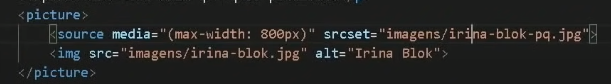 <picture>
<source media="(max-width: 800px)" srcset="imagens/irina-blok-pq.jpg">
<img src="imagens/irina-blok.jpg" alt="Irina Blok">
</picture>